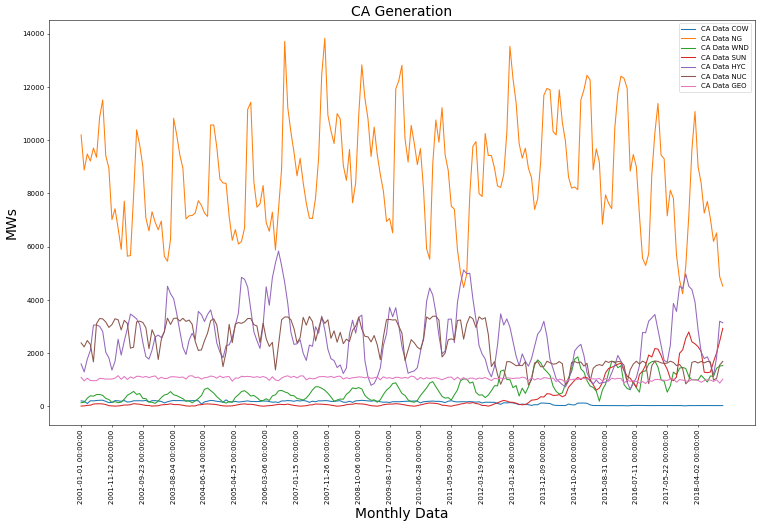 CA Generation
CA Data COW
CA Data NG
CA Data WND
CA Data SUN
CA Data HYC
CA Data NUC
CA Data GEO
MWs
14000
12000
10000
8000
6000
4000
2000
0
2001-01-01 00:00:00
2001-11-12 00:00:00
2002-09-23 00:00:00
2003-08-04 00:00:00
2004-06-14 00:00:00
2005-04-25 00:00:00
2006-03-06 00:00:00
2007-01-15 00:00:00
2007-11-26 00:00:00
2008-10-06 00:00:00
2009-08-17 00:00:00
2010-06-28 00:00:00
2011-05-09 00:00:00
2012-03-19 00:00:00
2013-01-28 00:00:00
2013-12-09 00:00:00
2014-10-20 00:00:00
2015-08-31 00:00:00
2016-07-11 00:00:00
2017-05-22 00:00:00
2018-04-02 00:00:00
Monthly Data